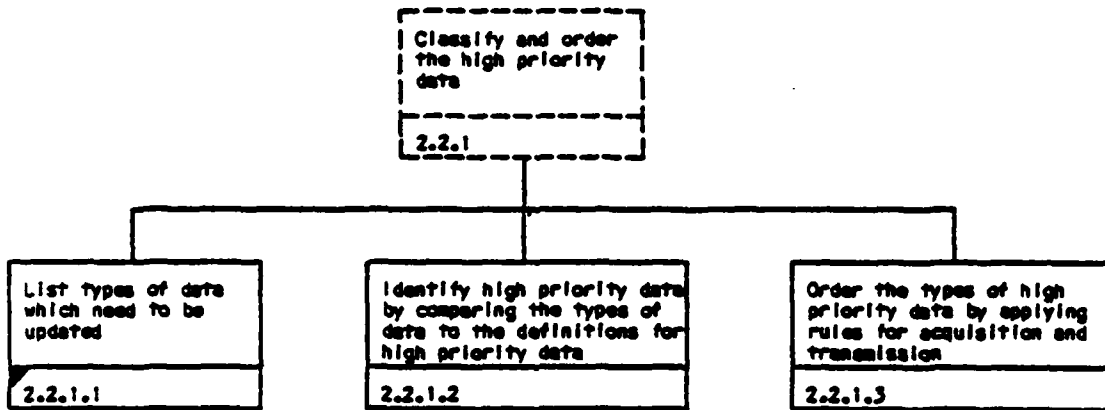 Classify and order
the high priority
data
2.2.1
List types of data
which need to be
updated
2.2.1.1
Identify high priority data
by comparing the types of
data to the definitions for
high priority data
2.2.1.2
Order the types of high
priority data by applying
rules for acquisition and
transmission
2.2.1.3